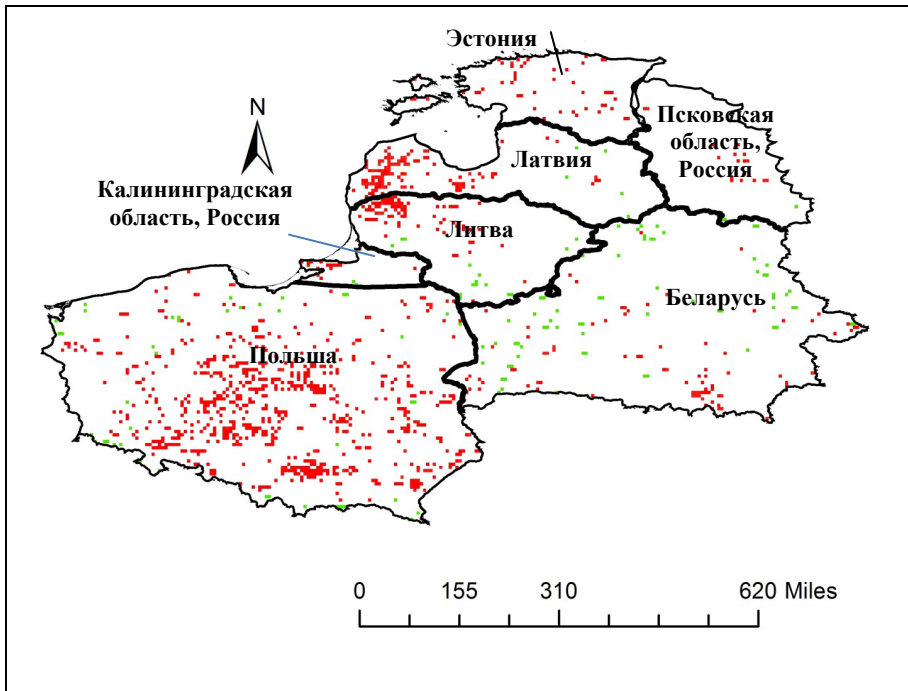 Эстония
N
Псковская
область,
Россия
Латвия
Калининградская
область, Россия
Литва
Беларусь
Польша
0 155 310 620 Miles